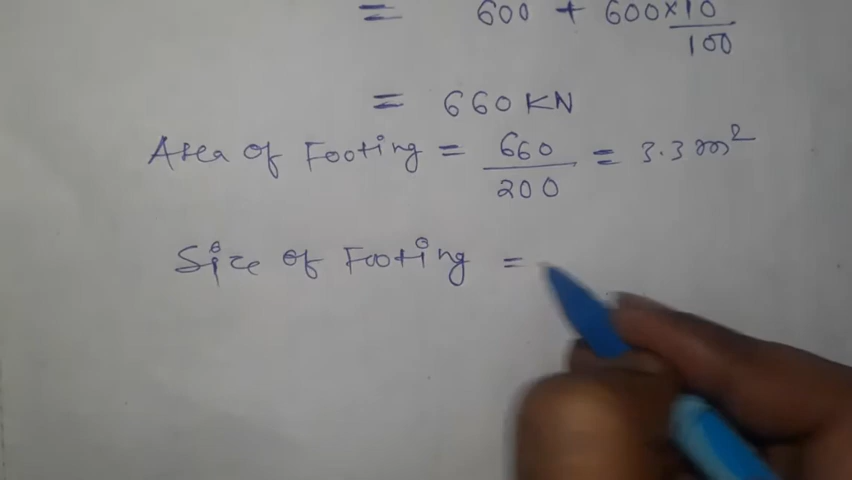 = 600 + 600×10/100
= 660 KN
Area of Footing = 660/200 = 3.3 m²
Size of Footing =